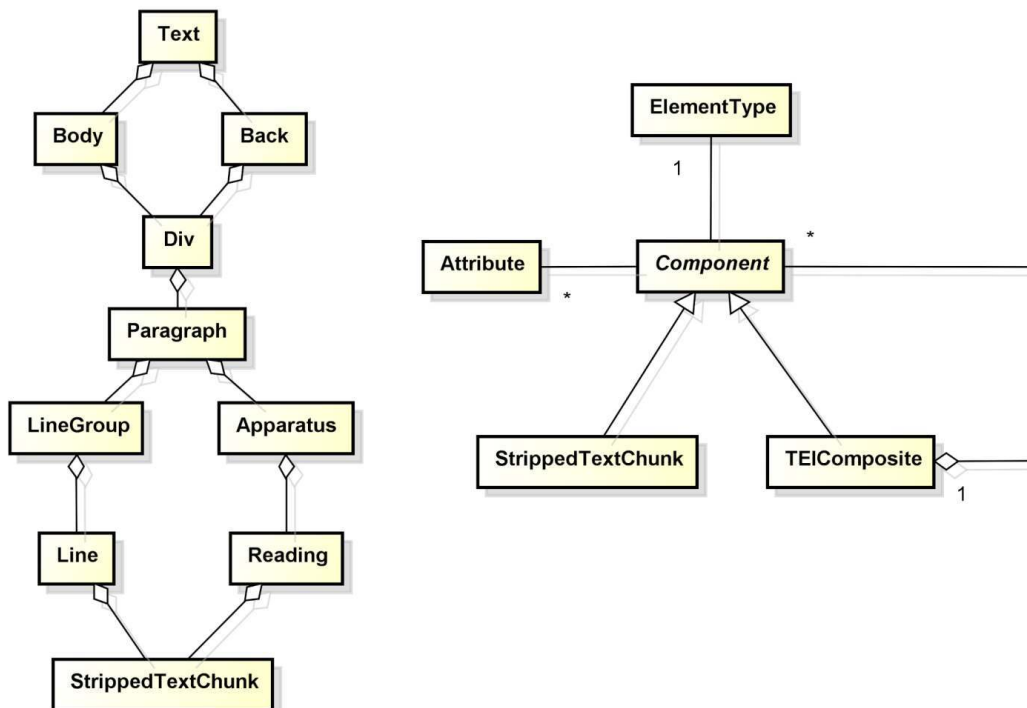 Text
Body
Back
Div
Paragraph
LineGroup
Apparatus
Line
Reading
StrippedTextChunk
ElementType
1
Attribute
*
Component
*
StrippedTextChunk
TEIComposite
1